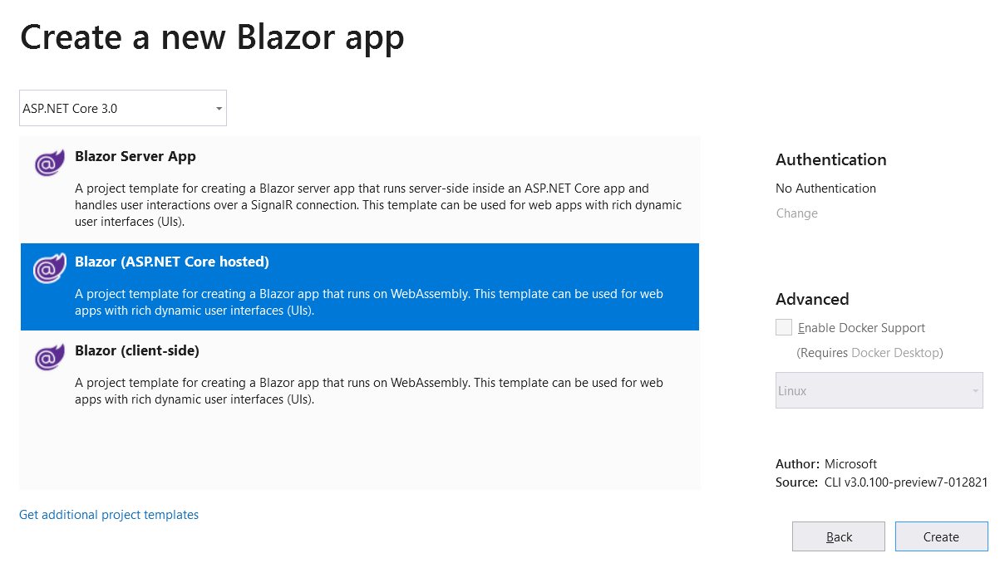 Create a new Blazor app
ASP.NET Core 3.0
Blazor Server App
A project template for creating a Blazor server app that runs server-side inside an ASP.NET Core app and
handles user interactions over a SignalR connection. This template can be used for web apps with rich dynamic
user interfaces (UIs).
Blazor (ASP.NET Core hosted)
A project template for creating a Blazor app that runs on WebAssembly. This template can be used for web
apps with rich dynamic user interfaces (UIs).
Blazor (client-side)
A project template for creating a Blazor app that runs on WebAssembly. This template can be used for web
apps with rich dynamic user interfaces (UIs).
Get additional project templates
Authentication
No Authentication
Change
Advanced
Enable Docker Support
(Requires Docker Desktop)
Linux
Author: Microsoft
Source: CLI v3.0.100-preview7-012821
Back
Create